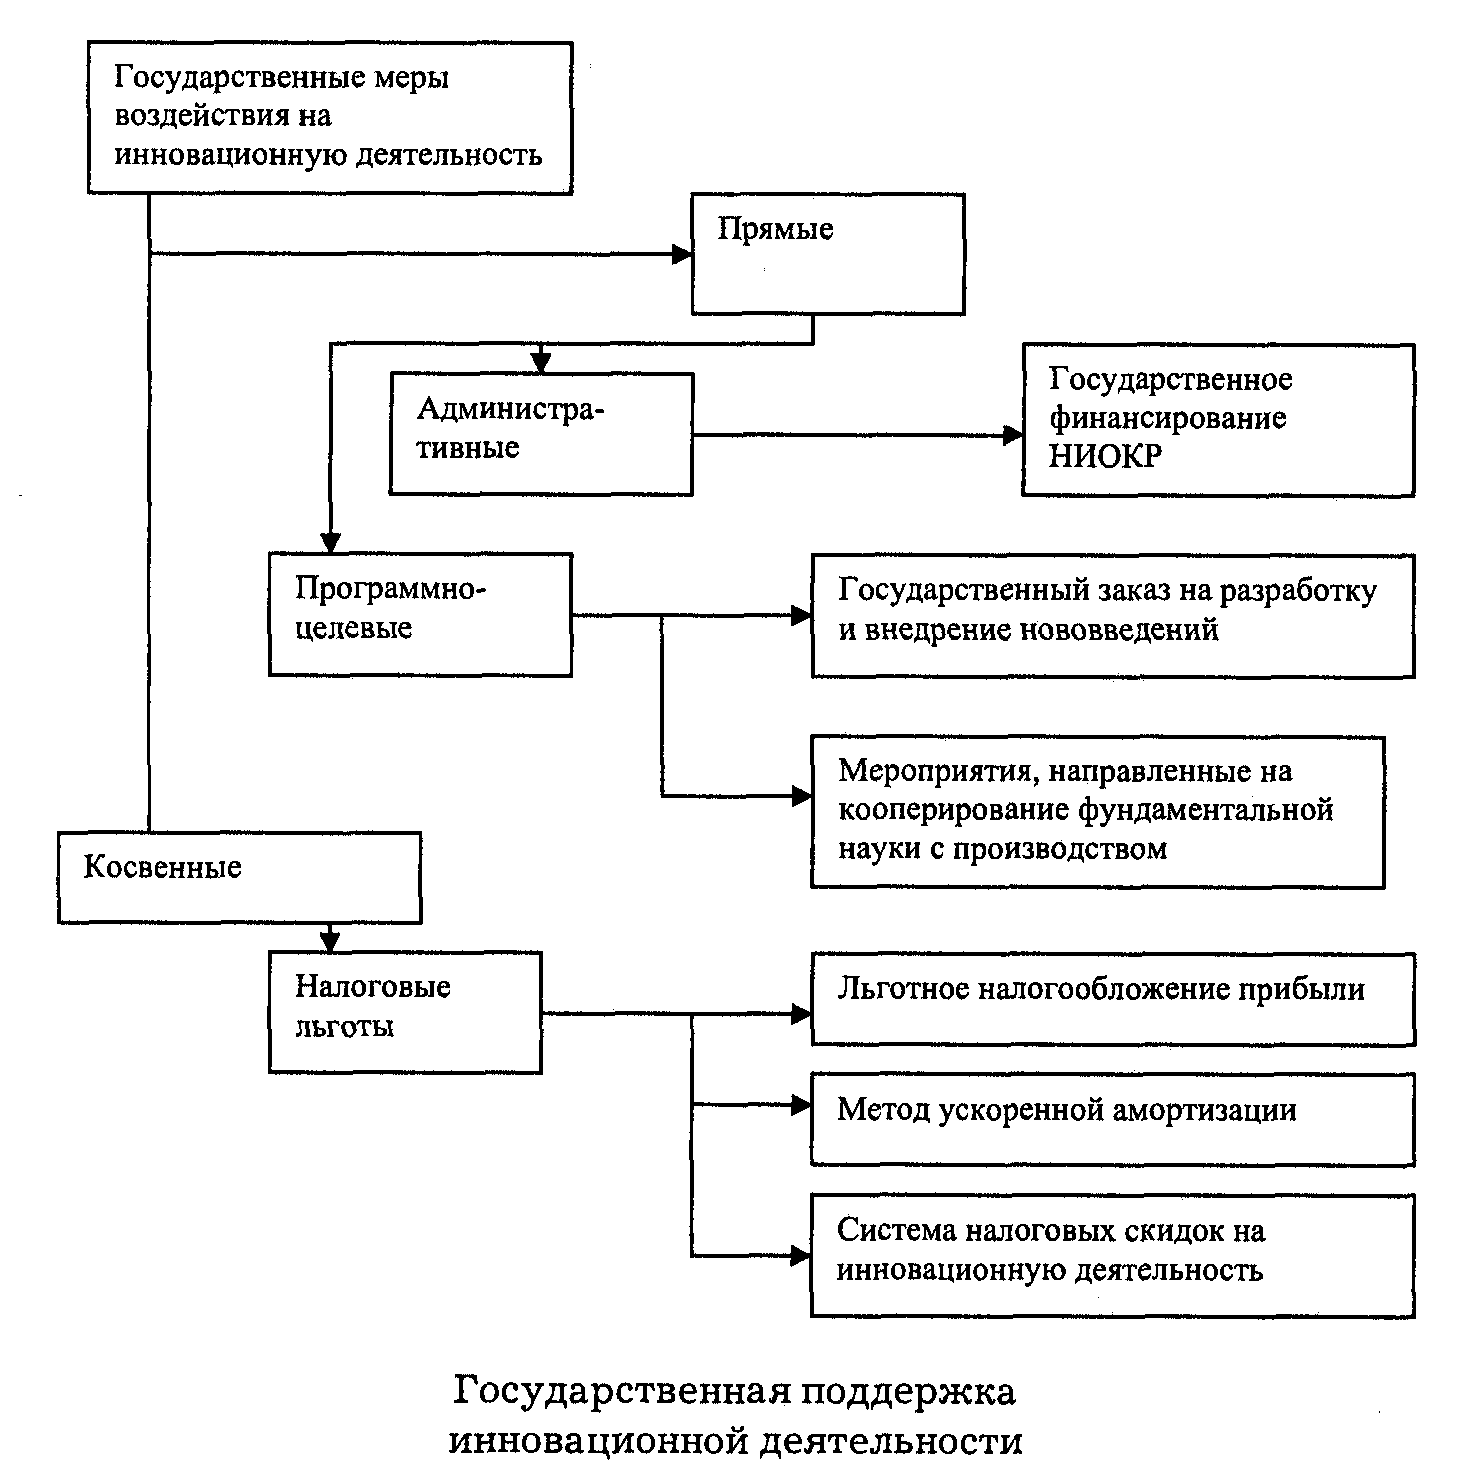 Государственные меры
воздействия на
инновационную деятельность
Прямые
Администра-
тивные
Государственное
финансирование
НИОКР
Программно-
целевые
Государственный заказ на разработку
и внедрение нововведений
Мероприятия, направленные на
кооперирование фундаментальной
науки с производством
Косвенные
Налоговые
льготы
Льготное налогообложение прибыли
Метод ускоренной амортизации
Система налоговых скидок на
инновационную деятельность
Государственная поддержка
инновационной деятельности